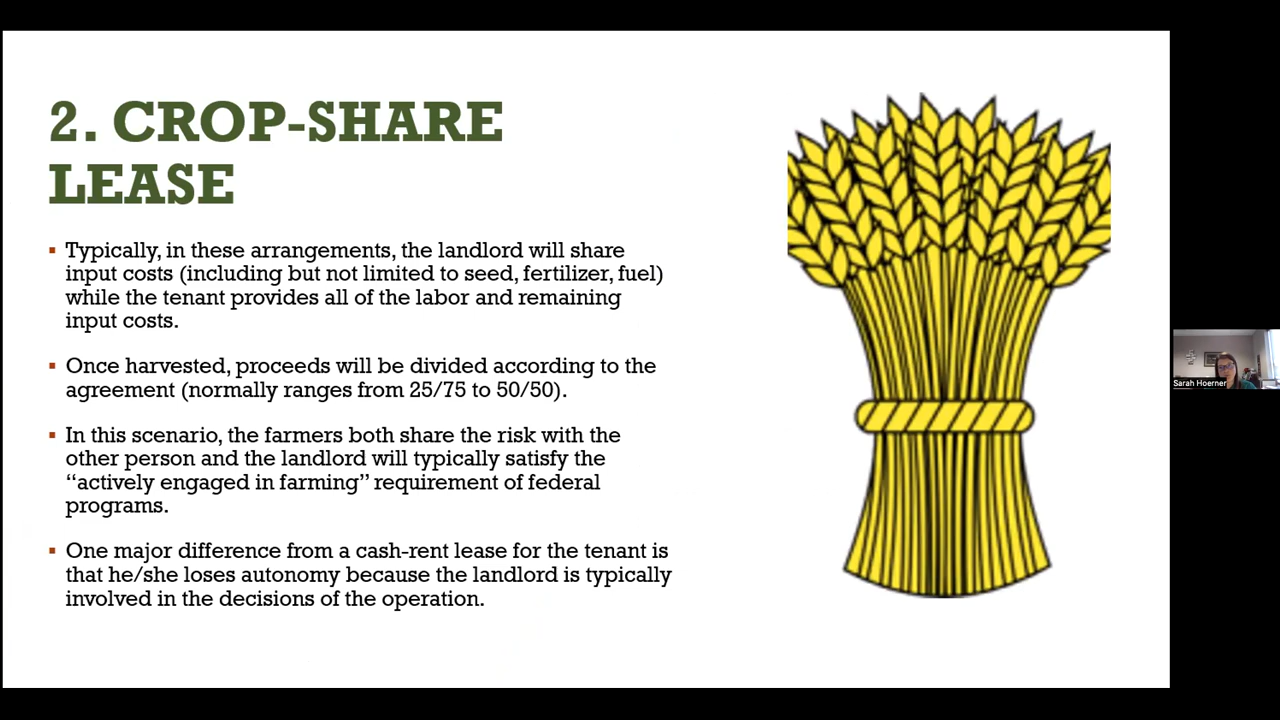 2. CROP-SHARE
LEASE
▪ Typically, in these arrangements, the landlord will share
input costs (including but not limited to seed, fertilizer, fuel)
while the tenant provides all of the labor and remaining
input costs.
▪ Once harvested, proceeds will be divided according to the
agreement (normally ranges from 25/75 to 50/50).
▪ In this scenario, the farmers both share the risk with the
other person and the landlord will typically satisfy the
“actively engaged in farming” requirement of federal
programs.
▪ One major difference from a cash-rent lease for the tenant is
that he/she loses autonomy because the landlord is typically
involved in the decisions of the operation.
Sarah Hoerner